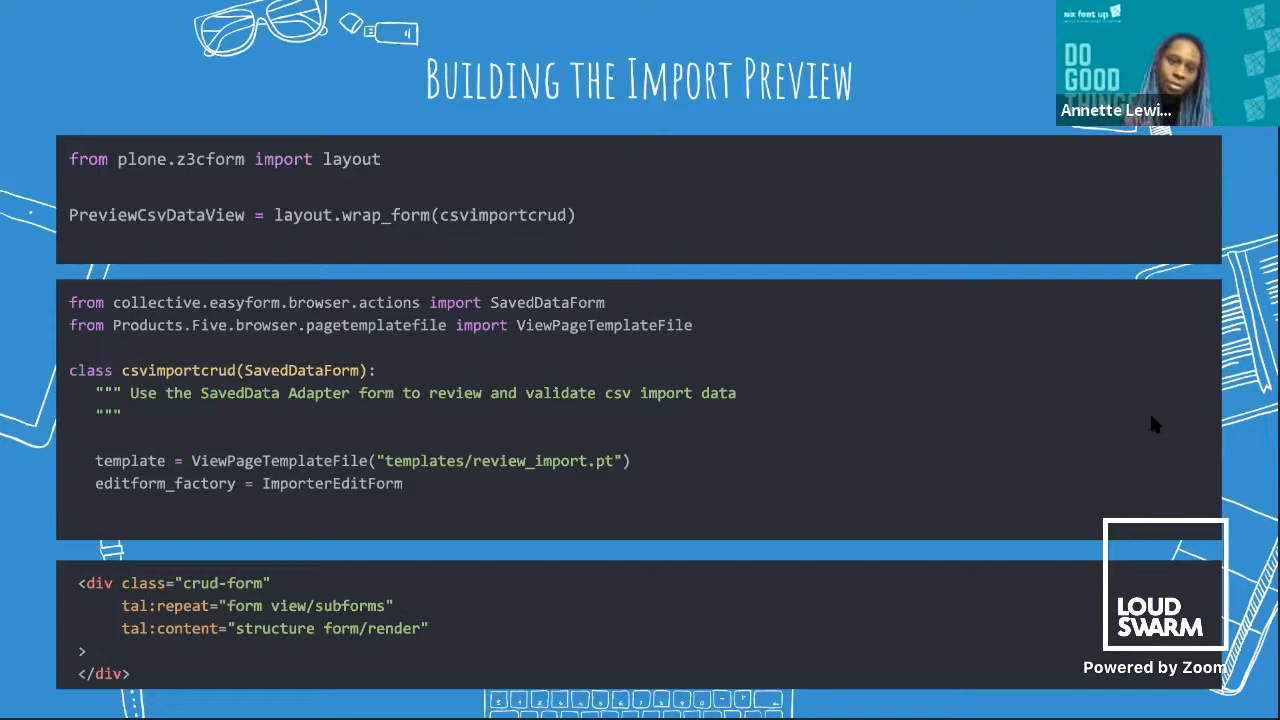 BUILDING THE IMPORT PREVIEW
six feet up
DO
GOOD
THINGS
Annette Lewi...
from plone.z3cform import layout
PreviewCsvDataView = layout.wrap_form(csvimportcrud)
from collective.easyform.browser.actions import SavedDataForm
from Products.Five.browser.pagetemplatefile import ViewPageTemplateFile
class csvimportcrud(SavedDataForm):
""" Use the SavedData Adapter form to review and validate csv import data
"""
template = ViewPageTemplateFile("templates/review_import.pt")
editform_factory = ImporterEditForm
<div class="crud-form"
tal:repeat="form view/subforms"
tal:content="structure form/render"
>
</div>
LOUD
SWARM
Powered by Zoom